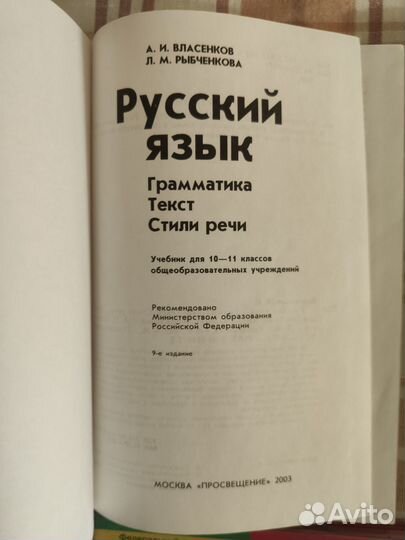 А. И. ВЛАСЕНКОВ
Л. М. РЫБЧЕНКОВА
Русский
язык
Грамматика
Текст
Стили речи
Учебник для 10—11 классов
общеобразовательных учреждений
Рекомендовано
Министерством образования
Российской Федерации
9-е издание
МОСКВА «ПРОСВЕЩЕНИЕ» 2003
Avito